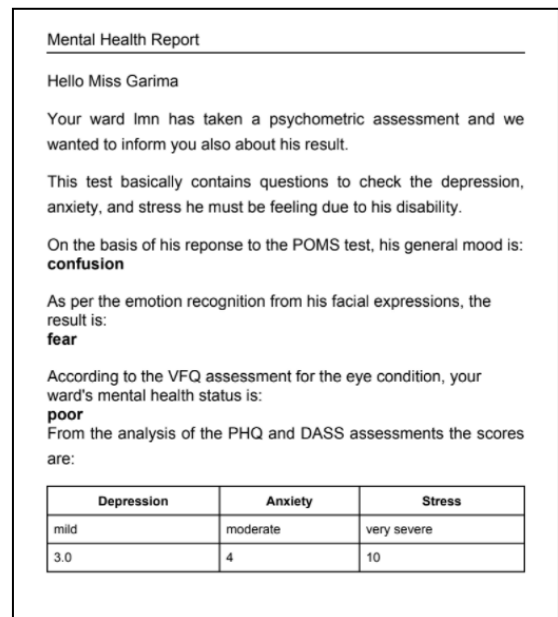 Mental Health Report
Hello Miss Garima
Your ward lmn has taken a psychometric assessment and we
wanted to inform you also about his result.
This test basically contains questions to check the depression,
anxiety, and stress he must be feeling due to his disability.
On the basis of his reponse to the POMS test, his general mood is:
confusion
As per the emotion recognition from his facial expressions, the
result is:
fear
According to the VFQ assessment for the eye condition, your
ward's mental health status is:
poor
From the analysis of the PHQ and DASS assessments the scores
are:
Depression Anxiety Stress
mild moderate very severe
3.0 4 10